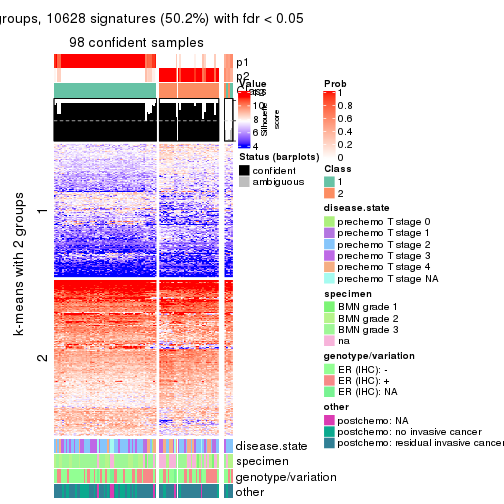 groups, 10628 signatures (50.2%) with fdr < 0.05
98 confident samples
p1
p2
Class
Silhouette
score
1
2
k-means with 2 groups
disease.state
specimen
genotype/variation
other
Value
12
10
8
6
4
Status (barplots)
confident
ambiguous
Prob
1
0.8
0.6
0.4
0.2
0
Class
1
2
disease.state
prechemo T stage 0
prechemo T stage 1
prechemo T stage 2
prechemo T stage 3
prechemo T stage 4
prechemo T stage NA
specimen
BMN grade 1
BMN grade 2
BMN grade 3
na
genotype/variation
ER (IHC): -
ER (IHC): +
ER (IHC): NA
other
postchemo: NA
postchemo: no invasive cancer
postchemo: residual invasive cancer